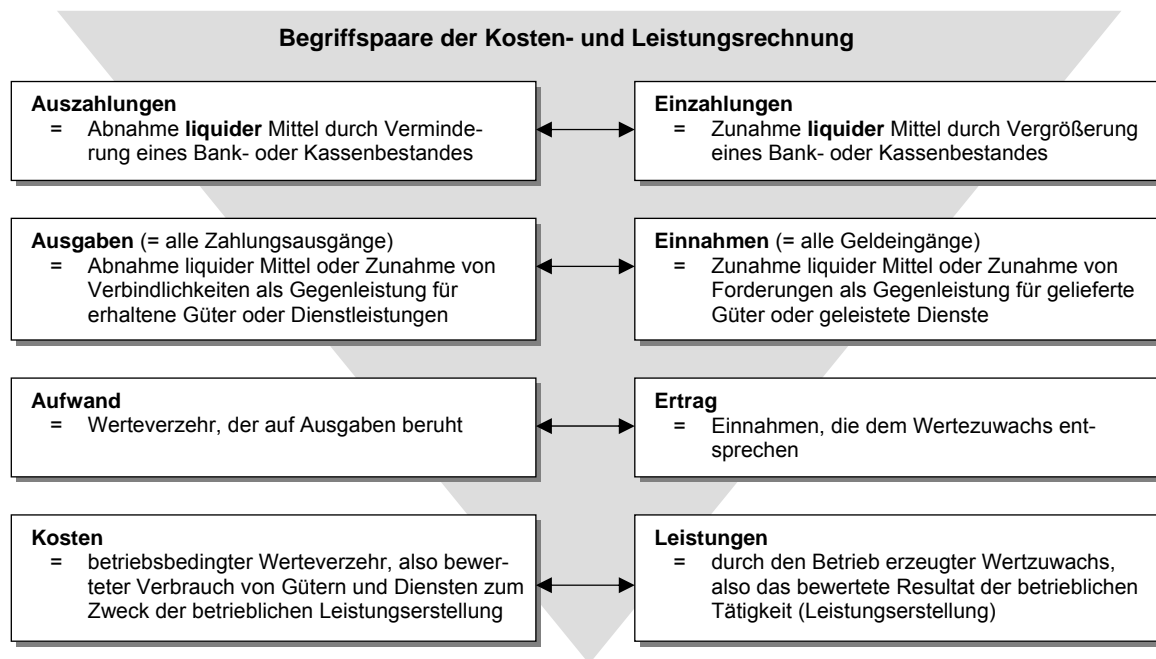 Begriffspaare der Kosten- und Leistungsrechnung
Auszahlungen
= Abnahme liquider Mittel durch Verminde-
rung eines Bank- oder Kassenbestandes
Einzahlungen
= Zunahme liquider Mittel durch Vergrößerung
eines Bank- oder Kassenbestandes
Ausgaben (= alle Zahlungsausgänge)
= Abnahme liquider Mittel oder Zunahme von
Verbindlichkeiten als Gegenleistung für
erhaltene Güter oder Dienstleistungen
Einnahmen (= alle Geldeingänge)
= Zunahme liquider Mittel oder Zunahme von
Forderungen als Gegenleistung für gelieferte
Güter oder geleistete Dienste
Aufwand
= Werteverzehr, der auf Ausgaben beruht
Ertrag
= Einnahmen, die dem Wertezuwachs ent-
sprechen
Kosten
= betriebsbedingter Werteverzehr, also bewer-
teter Verbrauch von Gütern und Diensten zum
Zweck der betrieblichen Leistungserstellung
Leistungen
= durch den Betrieb erzeugter Wertzuwachs,
also das bewertete Resultat der betrieblichen
Tätigkeit (Leistungserstellung)